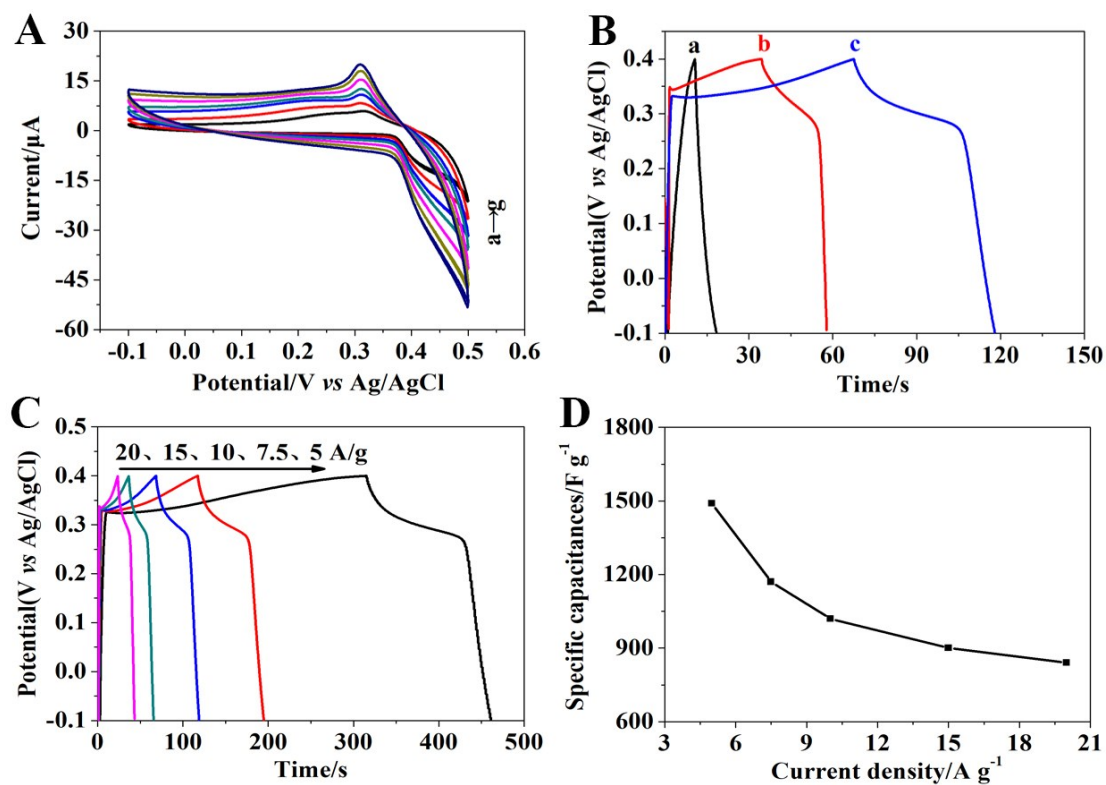 A
30
15
0
-15
-30
-45
-60
Current/μA
a→g
-0.1 0.0 0.1 0.2 0.3 0.4 0.5 0.6
Potential/V vs Ag/AgCl
B
a b c
0.4
0.3
0.2
0.1
0.0
-0.1
Potential(V vs Ag/AgCl)
0 30 60 90 120 150
Time/s
C
20、15、10、7.5、5 A/g
0.5
0.4
0.3
0.2
0.1
0.0
-0.1
Potential(V vs Ag/AgCl)
0 100 200 300 400 500
Time/s
D
1800
1500
1200
900
600
Specific capacitances/F g-1
3 6 9 12 15 18 21
Current density/A g-1